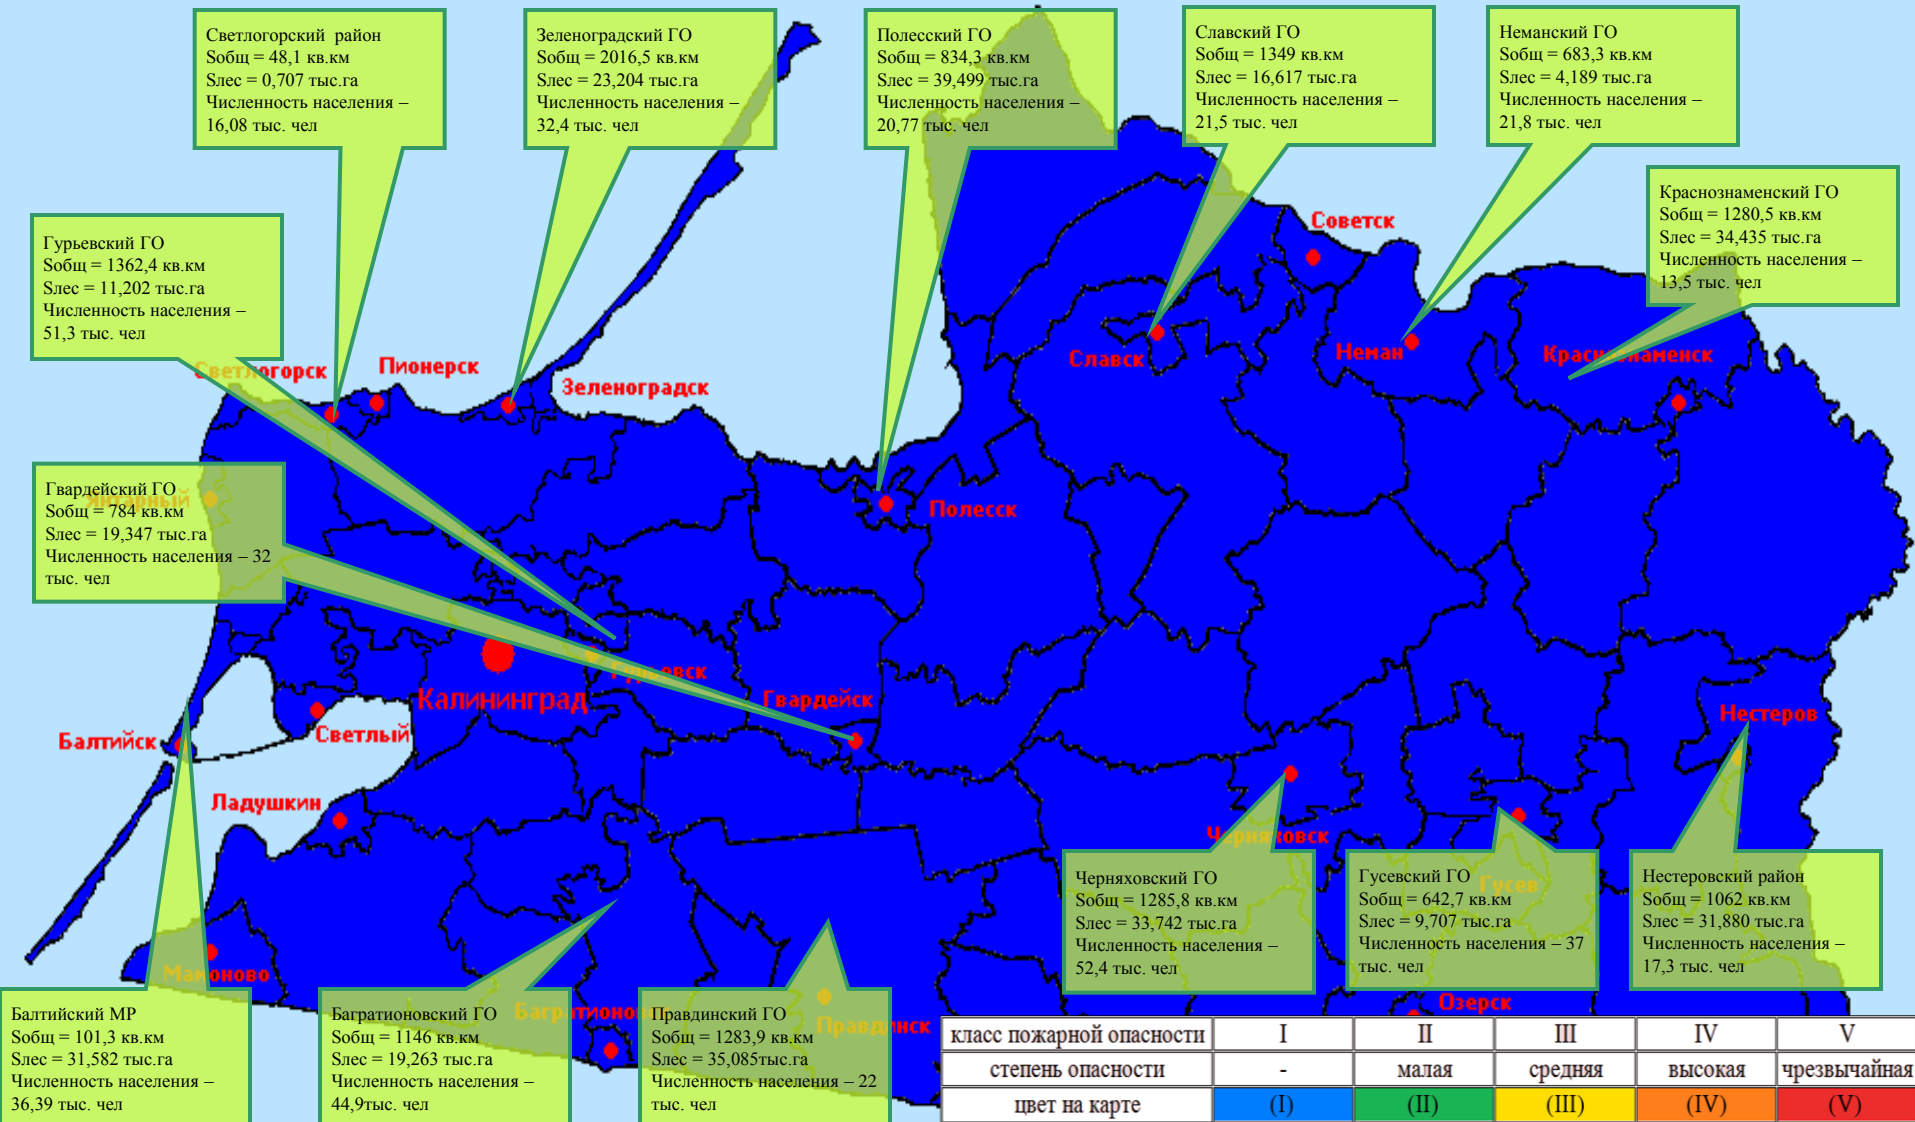 Светлогорский район
Sобщ = 48,1 кв.км
Sлес = 0,707 тыс.га
Численность населения –
16,08 тыс. чел
Зеленоградский ГО
Sобщ = 2016,5 кв.км
Sлес = 23,204 тыс.га
Численность населения –
32,4 тыс. чел
Полесский ГО
Sобщ = 834,3 кв.км
Sлес = 39,499 тыс.га
Численность населения –
20,77 тыс. чел
Славский ГО
Sобщ = 1349 кв.км
Sлес = 16,617 тыс.га
Численность населения –
21,5 тыс. чел
Неманский ГО
Sобщ = 683,3 кв.км
Sлес = 4,189 тыс.га
Численность населения –
21,8 тыс. чел
Краснознаменский ГО
Sобщ = 1280,5 кв.км
Sлес = 34,435 тыс.га
Численность населения –
13,5 тыс. чел
Гурьевский ГО
Sобщ = 1362,4 кв.км
Sлес = 11,202 тыс.га
Численность населения –
51,3 тыс. чел
Советск
Славск
Неман
Краснознаменск
Светлогорск
Пионерск
Зеленоградск
Гвардейский ГО
Sобщ = 784 кв.км
Sлес = 19,347 тыс.га
Численность населения – 32
тыс. чел
Янтарный
Полесск
Гурьевск
Калининград
Гвардейск
Нестеров
Балтийск
Светлый
Ладушкин
Черняховск
Гусев
Мамоново
Багратионовск
Правдинск
Озерск
Черняховский ГО
Sобщ = 1285,8 кв.км
Sлес = 33,742 тыс.га
Численность населения –
52,4 тыс. чел
Гусевский ГО
Sобщ = 642,7 кв.км
Sлес = 9,707 тыс.га
Численность населения – 37
тыс. чел
Нестеровский район
Sобщ = 1062 кв.км
Sлес = 31,880 тыс.га
Численность населения –
17,3 тыс. чел
Балтийский МР
Sобщ = 101,3 кв.км
Sлес = 31,582 тыс.га
Численность населения –
36,39 тыс. чел
Багратионовский ГО
Sобщ = 1146 кв.км
Sлес = 19,263 тыс.га
Численность населения –
44,9тыс. чел
Правдинский ГО
Sобщ = 1283,9 кв.км
Sлес = 35,085тыс.га
Численность населения – 22
тыс. чел
класс пожарной опасности I II III IV V
степень опасности - малая средняя высокая чрезвычайная
цвет на карте (I) (II) (III) (IV) (V)